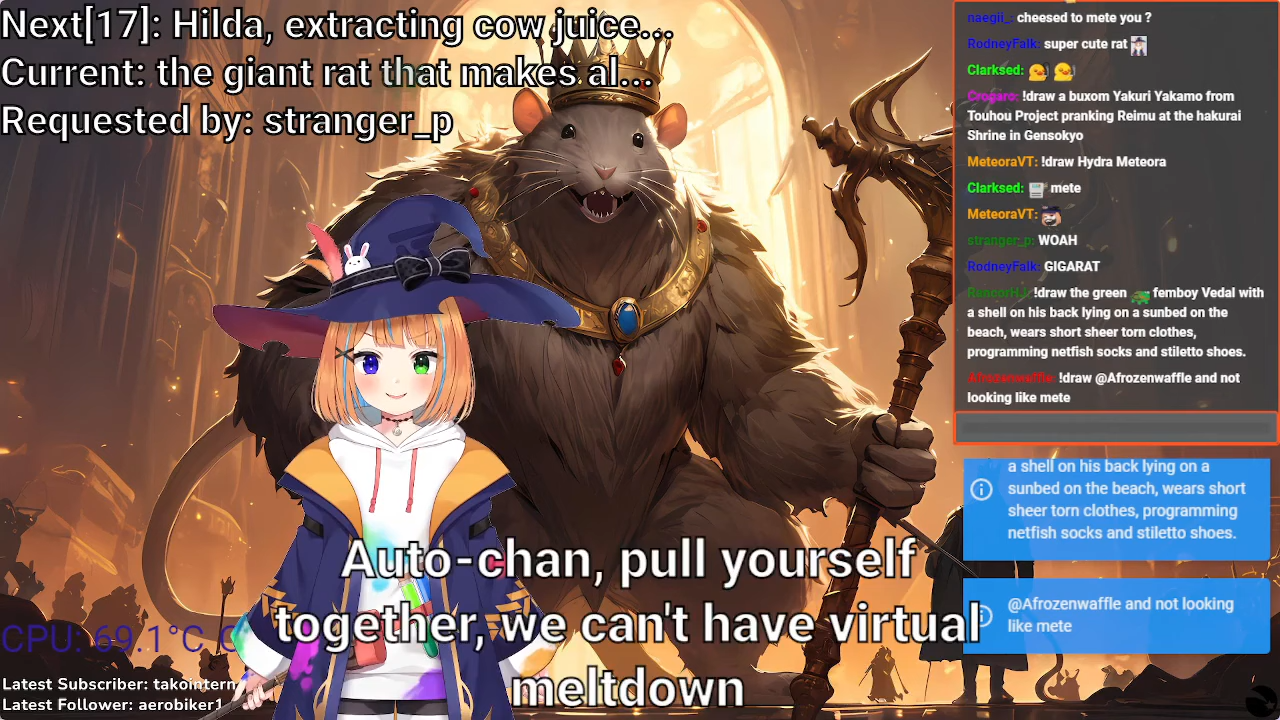 Next[17]: Hilda, extracting cow juice...
Current: the giant rat that makes al...
Requested by: stranger_p
naegii_: cheesed to mete you ?
RodneyFalk: super cute rat
Clarksed:
Crogaro: !draw a buxom Yakuri Yakamo from
Touhou Project pranking Reimu at the hakurai
Shrine in Gensokyo
MeteoraVT: !draw Hydra Meteora
Clarksed: mete
MeteoraVT:
stranger_p: WOAH
RodneyFalk: GIGARAT
RencorHJ: !draw the green femboy Vedal with
a shell on his back lying on a sunbed on the
beach, wears short sheer torn clothes,
programming netfish socks and stiletto shoes.
Afrozenwaffle: !draw @Afrozenwaffle and not
looking like mete
a shell on his back lying on a
sunbed on the beach, wears short
sheer torn clothes, programming
netfish socks and stiletto shoes.
@Afrozenwaffle and not looking
like mete
Auto-chan, pull yourself
together, we can't have virtual
meltdown
CPU: 69.1°C
Latest Subscriber: takointern
Latest Follower: aerobiker1